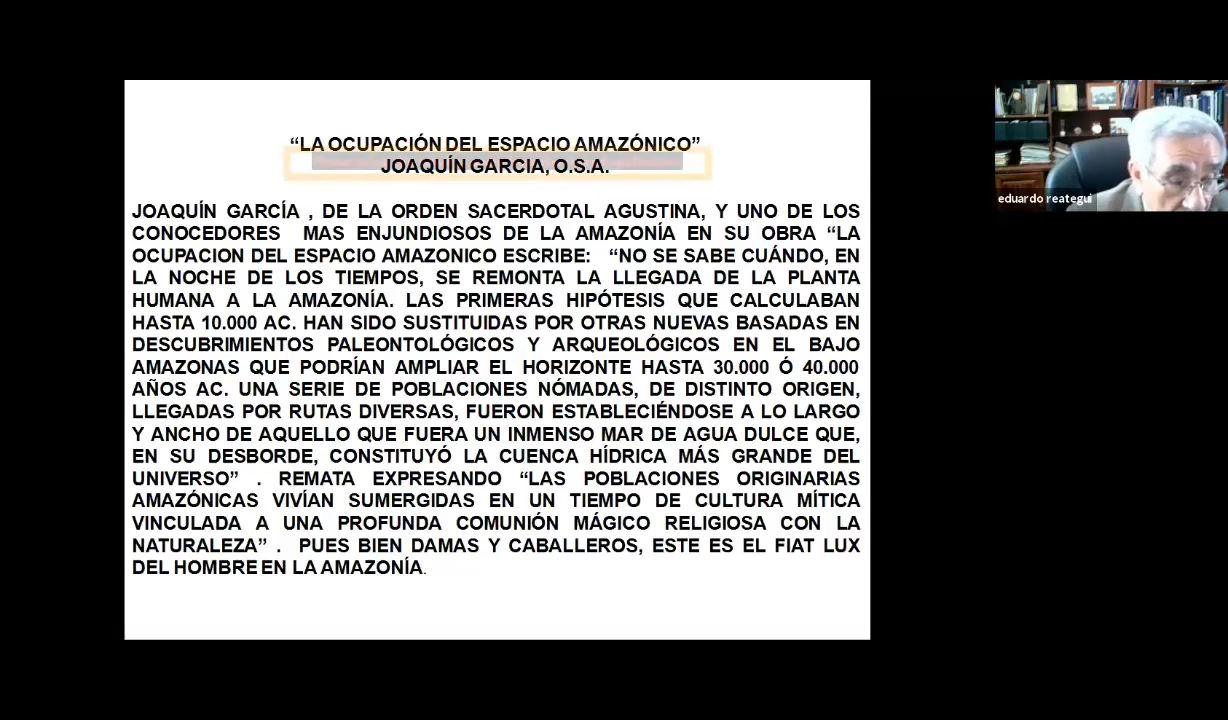 “LA OCUPACIÓN DEL ESPACIO AMAZÓNICO”
JOAQUÍN GARCIA, O.S.A.
JOAQUÍN GARCÍA , DE LA ORDEN SACERDOTAL AGUSTINA, Y UNO DE LOS
CONOCEDORES MAS ENJUNDIOSOS DE LA AMAZONÍA EN SU OBRA “LA
OCUPACION DEL ESPACIO AMAZONICO ESCRIBE: “NO SE SABE CUÁNDO, EN
LA NOCHE DE LOS TIEMPOS, SE REMONTA LA LLEGADA DE LA PLANTA
HUMANA A LA AMAZONÍA. LAS PRIMERAS HIPÓTESIS QUE CALCULABAN
HASTA 10.000 AC. HAN SIDO SUSTITUIDAS POR OTRAS NUEVAS BASADAS EN
DESCUBRIMIENTOS PALEONTOLÓGICOS Y ARQUEOLÓGICOS EN EL BAJO
AMAZONAS QUE PODRÍAN AMPLIAR EL HORIZONTE HASTA 30.000 Ó 40.000
AÑOS AC. UNA SERIE DE POBLACIONES NÓMADAS, DE DISTINTO ORIGEN,
LLEGADAS POR RUTAS DIVERSAS, FUERON ESTABLECIÉNDOSE A LO LARGO
Y ANCHO DE AQUELLO QUE FUERA UN INMENSO MAR DE AGUA DULCE QUE,
EN SU DESBORDE, CONSTITUYÓ LA CUENCA HÍDRICA MÁS GRANDE DEL
UNIVERSO” . REMATA EXPRESANDO “LAS POBLACIONES ORIGINARIAS
AMAZÓNICAS VIVÍAN SUMERGIDAS EN UN TIEMPO DE CULTURA MÍTICA
VINCULADA A UNA PROFUNDA COMUNIÓN MÁGICO RELIGIOSA CON LA
NATURALEZA” . PUES BIEN DAMAS Y CABALLEROS, ESTE ES EL FIAT LUX
DEL HOMBRE EN LA AMAZONÍA.
eduardo reategui